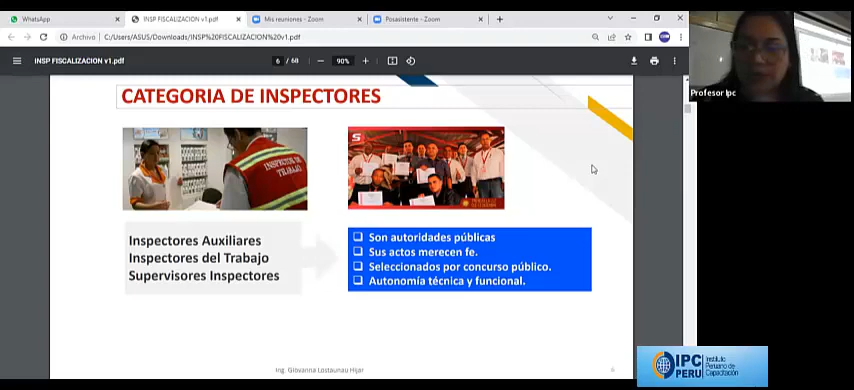 WhatsApp
INSP FISCALIZACION v1.pdf
Mis reuniones - Zoom
Posasistente - Zoom
Archivo
C:/Users/ASUS/Downloads/INSP%20FISCALIZACION%20v1.pdf
INSP FISCALIZACION v1.pdf
6 / 68
90%
Profesor Ipc
CATEGORIA DE INSPECTORES
INSPECTOR DE
TRABAJO
Inspectores Auxiliares
Inspectores del Trabajo
Supervisores Inspectores
Son autoridades públicas
Sus actos merecen fe.
Seleccionados por concurso público.
Autonomía técnica y funcional.
Ing. Giovanna Lostaunau Hijar
6
IPC
PERU
Instituto
Peruano de
Capacitación